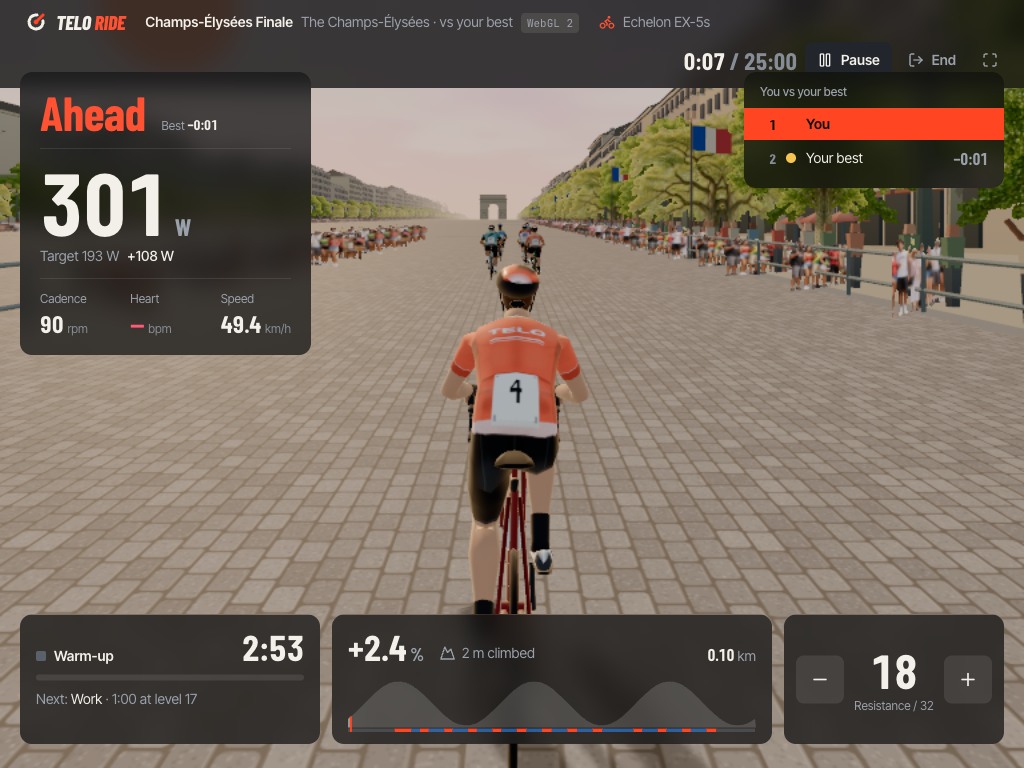 TELO RIDE Champs-Élysées Finale The Champs-Élysées · vs your best WebGL 2 Echelon EX-5s
0:07 / 25:00 Pause End
Ahead Best −0:01
301 W
Target 193 W +108 W
Cadence Heart Speed
90 rpm — bpm 49.4 km/h
You vs your best
1 You
2 Your best −0:01
TELO
4
Warm-up 2:53
Next: Work · 1:00 at level 17
+2.4 % 2 m climbed 0.10 km
− 18 +
Resistance / 32